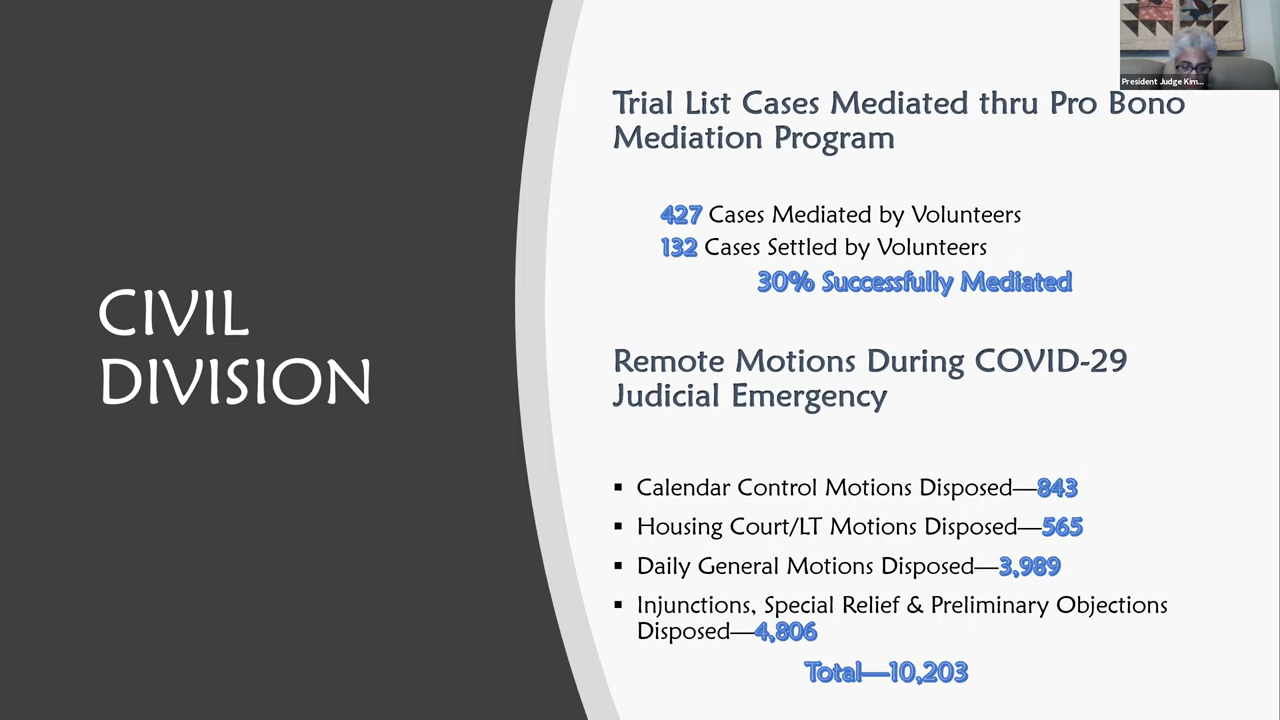 President Judge Kim...
CIVIL
DIVISION
Trial List Cases Mediated thru Pro Bono
Mediation Program
427 Cases Mediated by Volunteers
132 Cases Settled by Volunteers
30% Successfully Mediated
Remote Motions During COVID-29
Judicial Emergency
▪ Calendar Control Motions Disposed—843
▪ Housing Court/LT Motions Disposed—565
▪ Daily General Motions Disposed—3,989
▪ Injunctions, Special Relief & Preliminary Objections
Disposed—4,806
Total—10,203